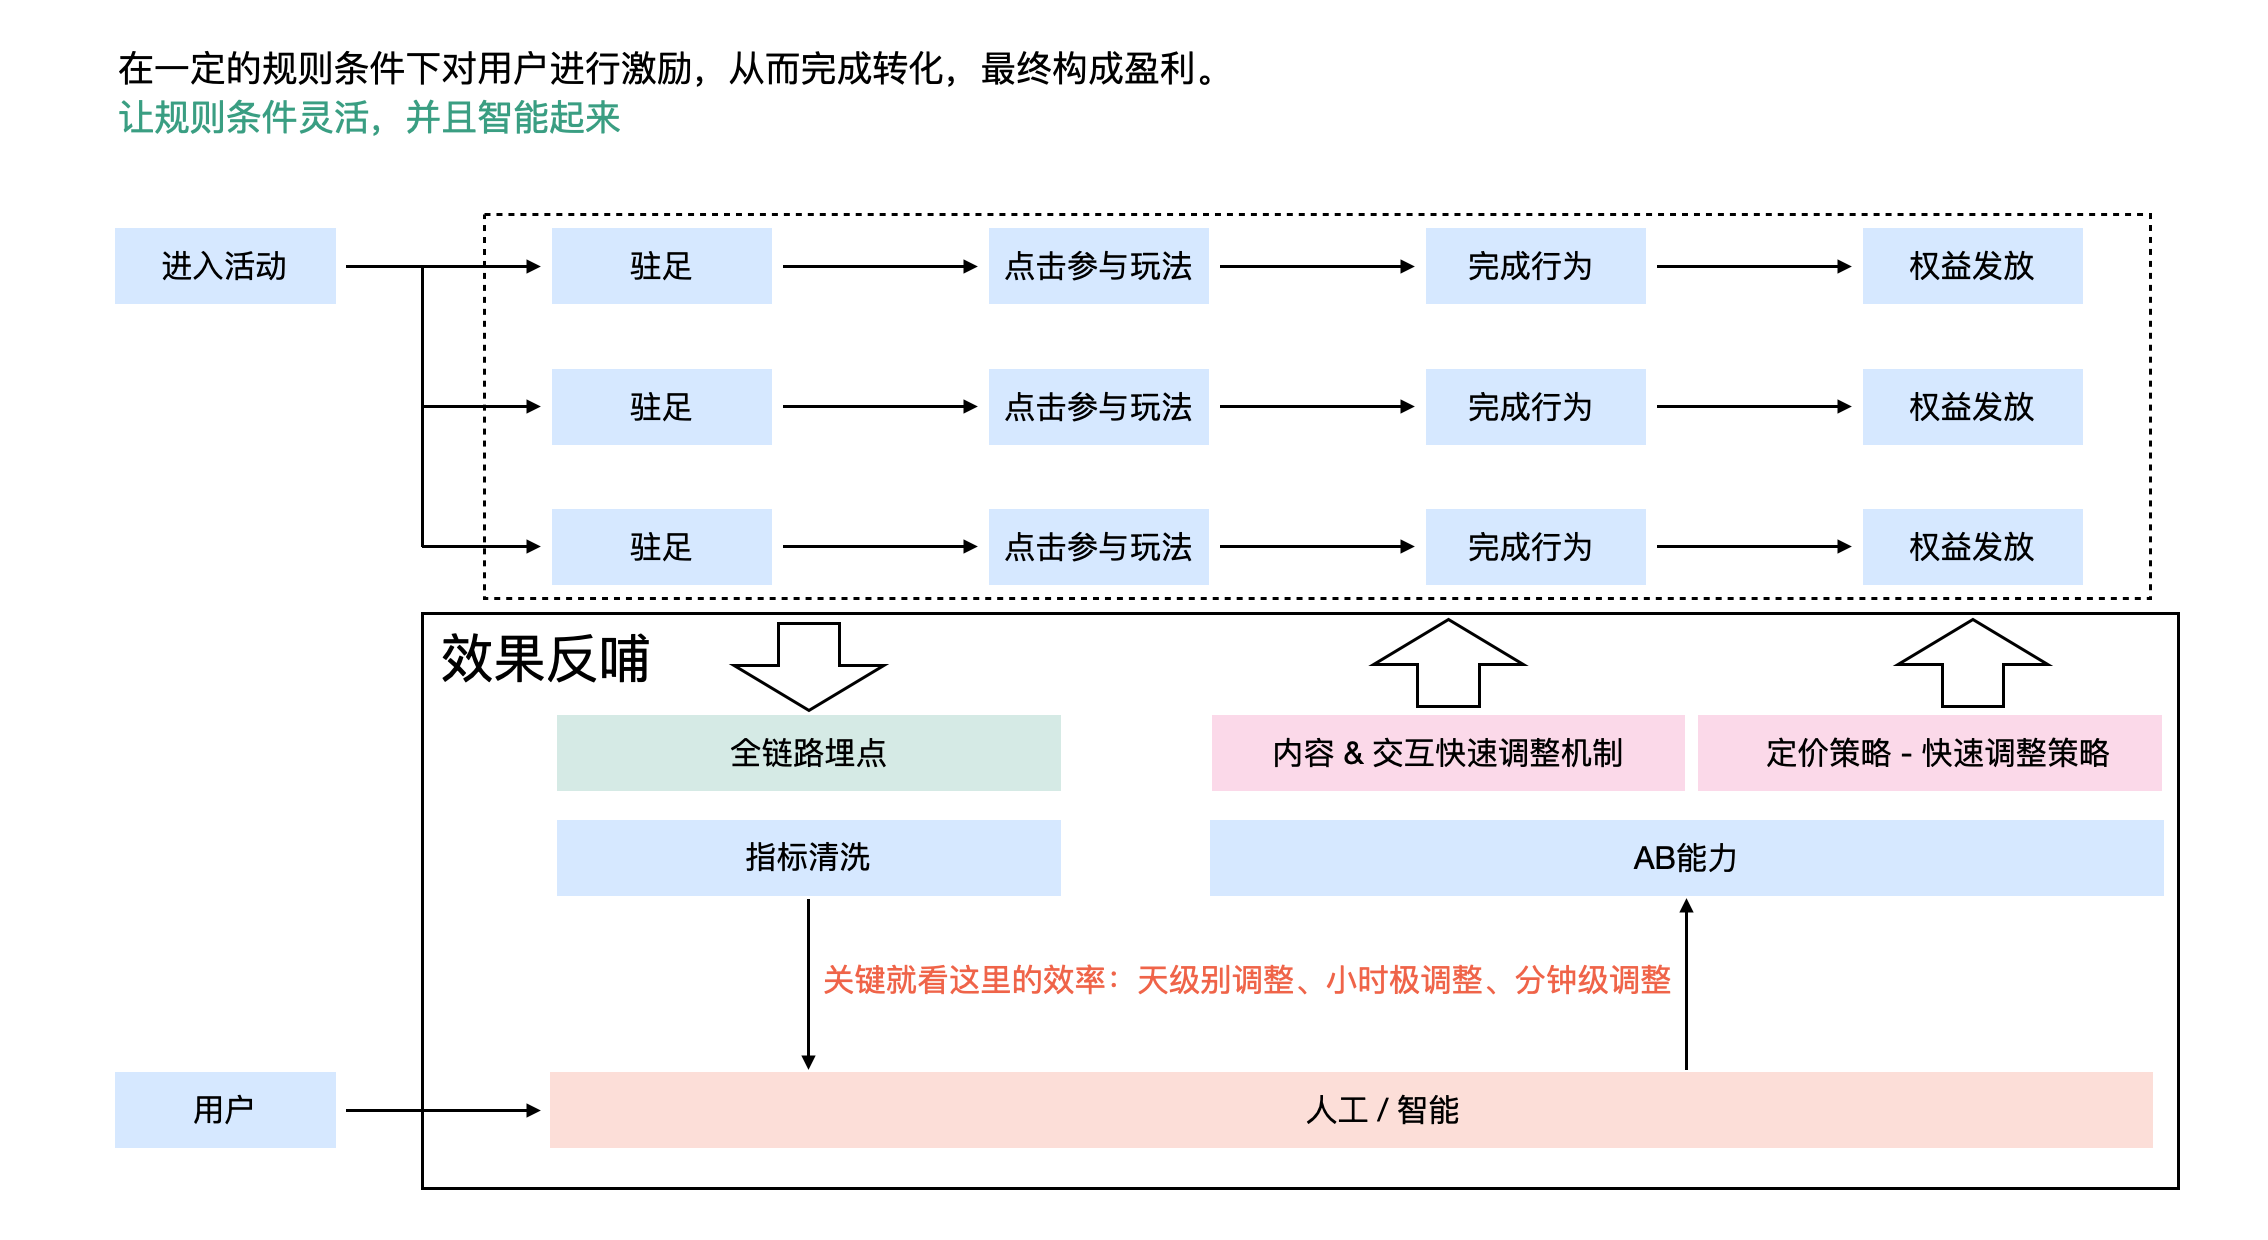 在一定的规则条件下对用户进行激励，从而完成转化，最终构成盈利。
让规则条件灵活，并且智能起来
进入活动
驻足
点击参与玩法
完成行为
权益发放
驻足
点击参与玩法
完成行为
权益发放
驻足
点击参与玩法
完成行为
权益发放
效果反哺
全链路埋点
内容 & 交互快速调整机制
定价策略 - 快速调整策略
指标清洗
AB能力
关键就看这里的效率：天级别调整、小时极调整、分钟级调整
用户
人工 / 智能